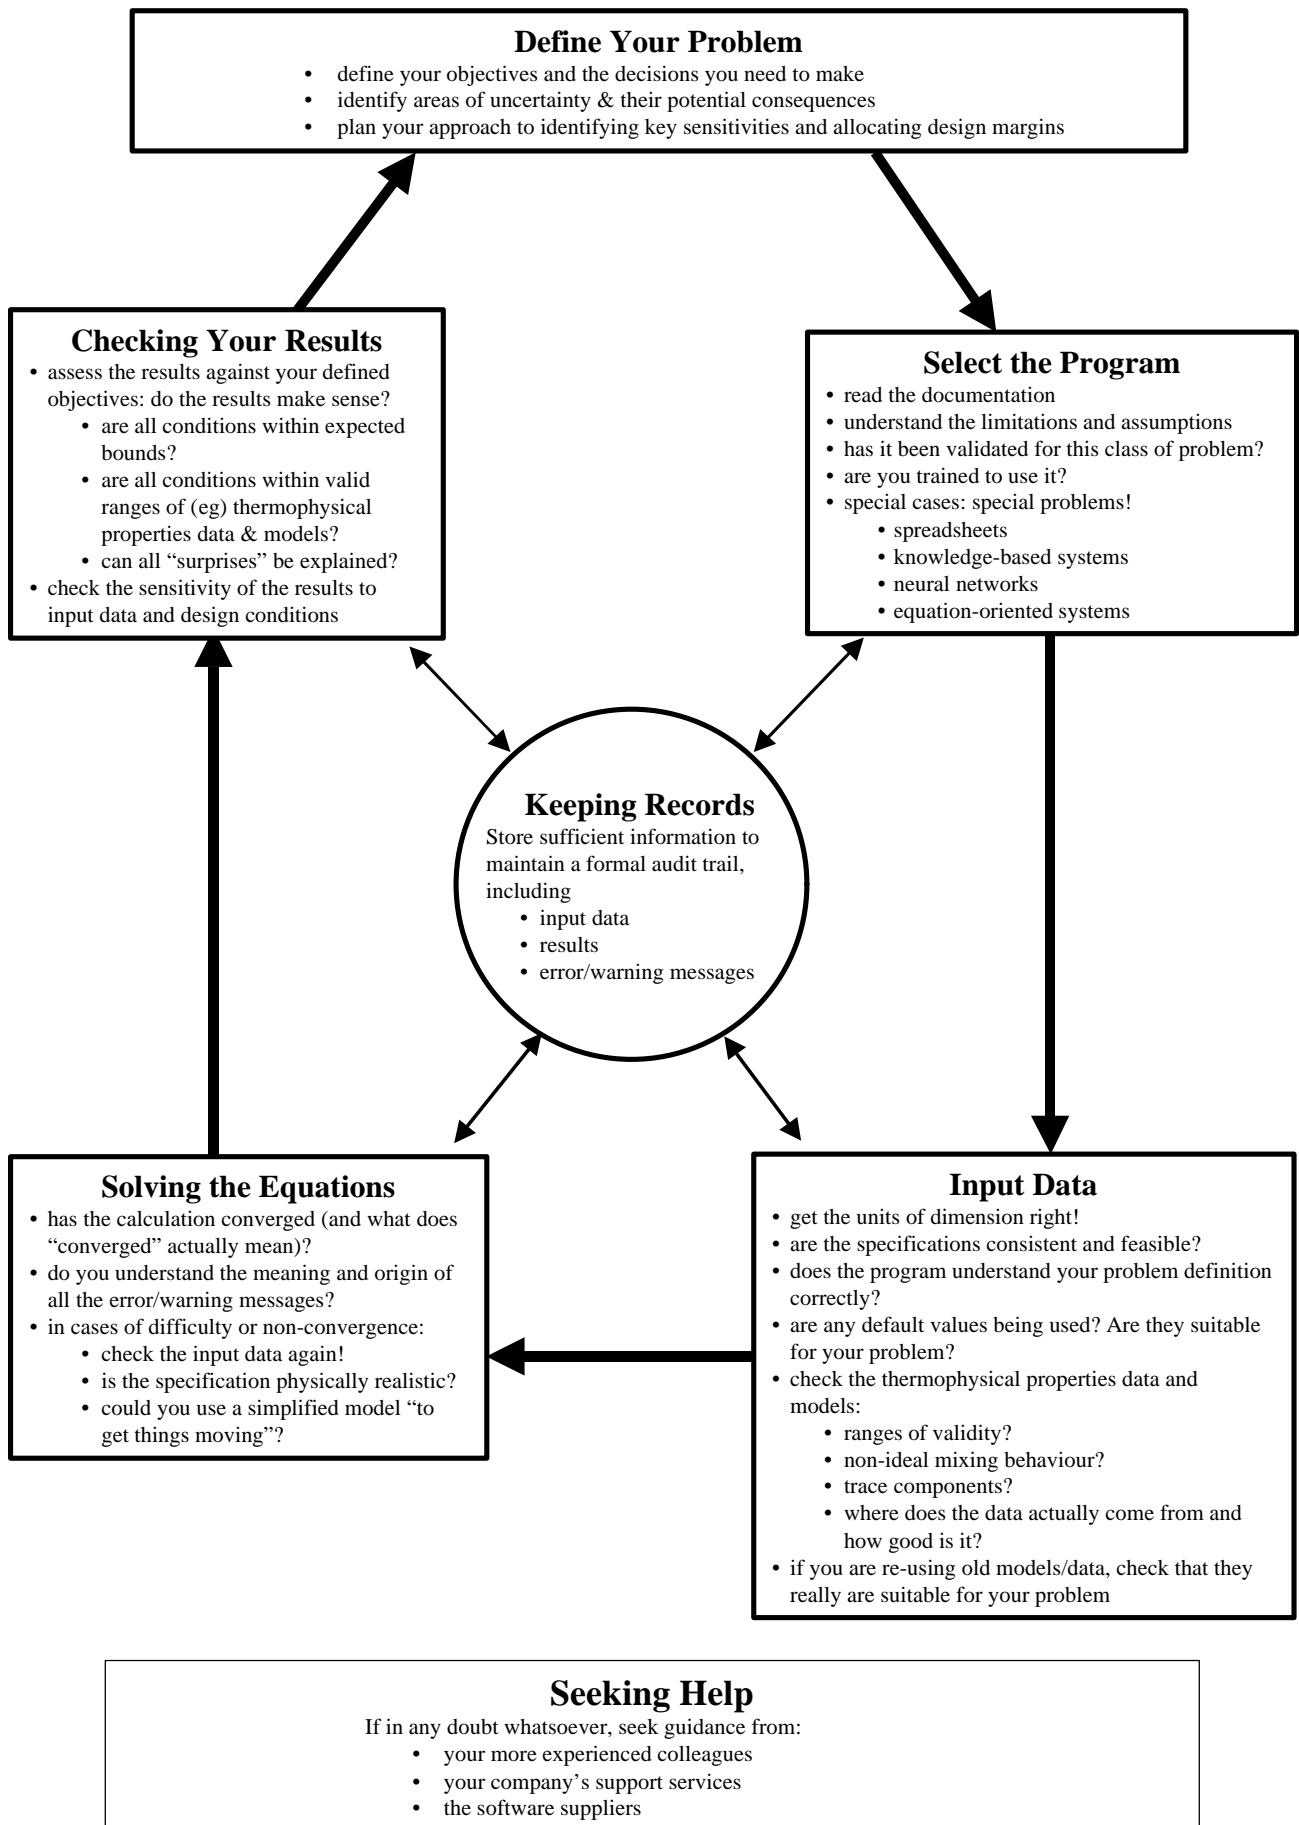 Define Your Problem
• define your objectives and the decisions you need to make
• identify areas of uncertainty & their potential consequences
• plan your approach to identifying key sensitivities and allocating design margins
Checking Your Results
• assess the results against your defined
objectives: do the results make sense?
• are all conditions within expected
bounds?
• are all conditions within valid
ranges of (eg) thermophysical
properties data & models?
• can all “surprises” be explained?
• check the sensitivity of the results to
input data and design conditions
Select the Program
• read the documentation
• understand the limitations and assumptions
• has it been validated for this class of problem?
• are you trained to use it?
• special cases: special problems!
• spreadsheets
• knowledge-based systems
• neural networks
• equation-oriented systems
Keeping Records
Store sufficient information to
maintain a formal audit trail,
including
• input data
• results
• error/warning messages
Solving the Equations
• has the calculation converged (and what does
“converged” actually mean)?
• do you understand the meaning and origin of
all the error/warning messages?
• in cases of difficulty or non-convergence:
• check the input data again!
• is the specification physically realistic?
• could you use a simplified model “to
get things moving”?
Input Data
• get the units of dimension right!
• are the specifications consistent and feasible?
• does the program understand your problem definition
correctly?
• are any default values being used? Are they suitable
for your problem?
• check the thermophysical properties data and
models:
• ranges of validity?
• non-ideal mixing behaviour?
• trace components?
• where does the data actually come from and
how good is it?
• if you are re-using old models/data, check that they
really are suitable for your problem
Seeking Help
If in any doubt whatsoever, seek guidance from:
• your more experienced colleagues
• your company’s support services
• the software suppliers